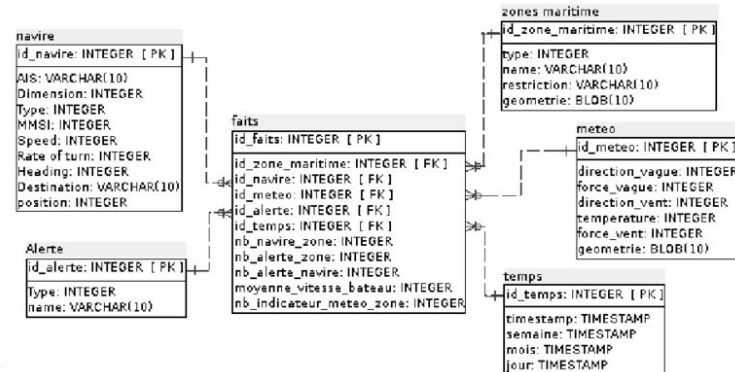 navire
id_navire: INTEGER [ PK ]
AIS: VARCHAR(10)
Dimension: INTEGER
Type: INTEGER
MMSI: INTEGER
Speed: INTEGER
Rate of turn: INTEGER
Heading: INTEGER
Destination: VARCHAR(10)
position: INTEGER
Alerte
id_alerte: INTEGER [ PK ]
Type: INTEGER
name: VARCHAR(10)
faits
id_faits: INTEGER [ PK ]
id_zone_maritime: INTEGER [ FK ]
id_navire: INTEGER [ FK ]
id_meteo: INTEGER [ FK ]
id_alerte: INTEGER [ FK ]
id_temps: INTEGER [ FK ]
nb_navire_zone: INTEGER
nb_alerte_zone: INTEGER
nb_alerte_navire: INTEGER
moyenne_vitesse_bateau: INTEGER
nb_indicateur_meteo_zone: INTEGER
zones maritime
id_zone_maritime: INTEGER [ PK ]
type: INTEGER
name: VARCHAR(10)
restriction: VARCHAR(10)
geometrie: BLOB(10)
meteo
id_meteo: INTEGER [ PK ]
direction_vague: INTEGER
force_vague: INTEGER
direction_vent: INTEGER
temperature: INTEGER
force_vent: INTEGER
geometrie: BLOB(10)
temps
id_temps: INTEGER [ PK ]
timestamp: TIMESTAMP
semaine: TIMESTAMP
mois: TIMESTAMP
jour: TIMESTAMP